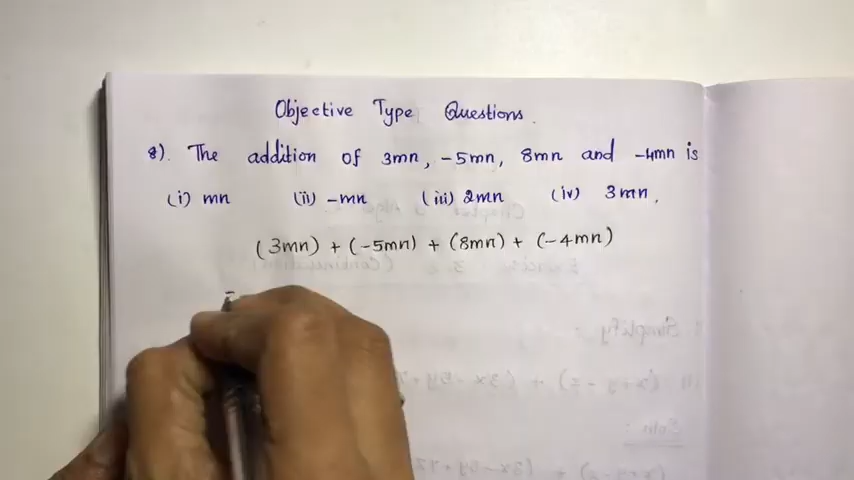 Objective Type Questions.
8). The addition of 3mn, -5mn, 8mn and -4mn is
(i) mn (ii) -mn (iii) 2mn (iv) 3mn.
(3mn) + (-5mn) + (8mn) + (-4mn)
=